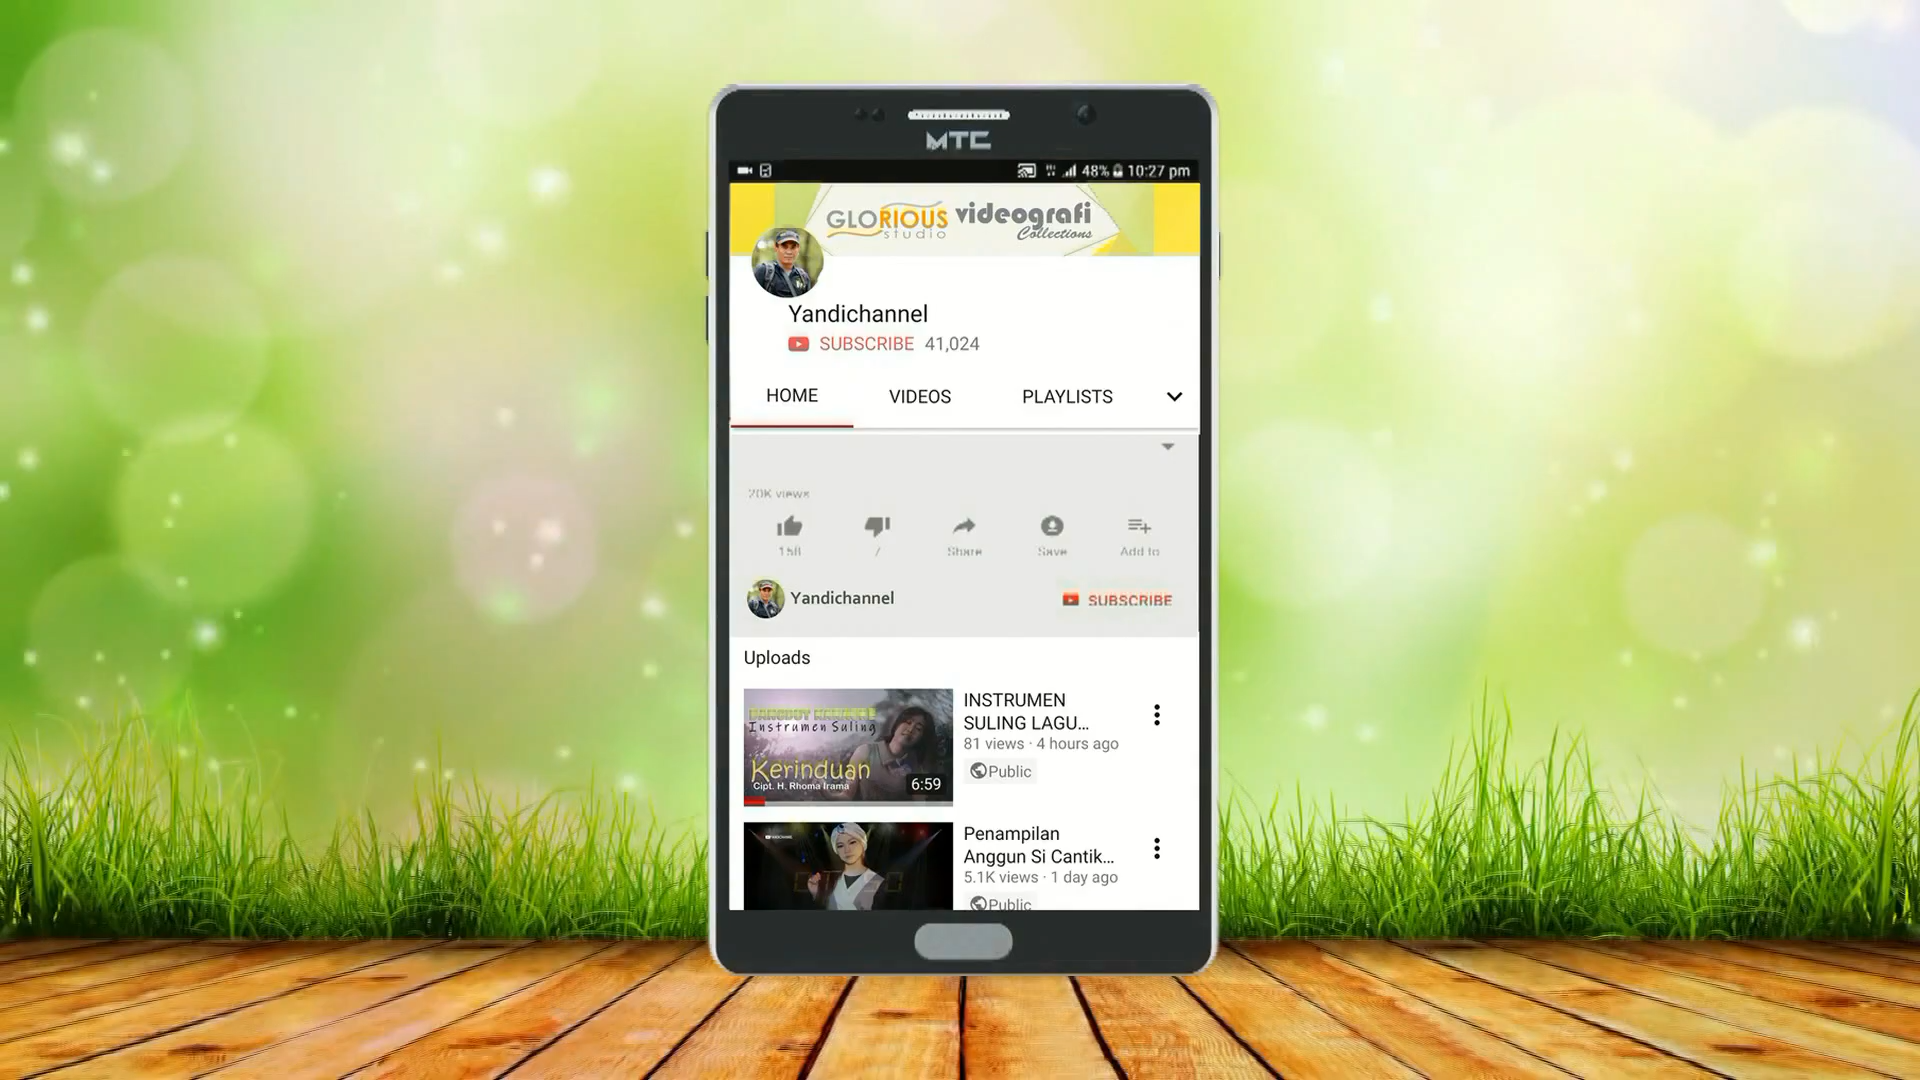 MTC
48% 10:27 pm
GLORIOUS studio videografi Collections
Yandichannel
SUBSCRIBE 41,024
HOME VIDEOS PLAYLISTS
20K views
Share Save Add to
Yandichannel SUBSCRIBE
Uploads
Instrumen Suling
Kerinduan
Cipt. H. Rhoma Irama
6:59
INSTRUMEN
SULING LAGU...
81 views · 4 hours ago
Public
Penampilan
Anggun Si Cantik...
5.1K views · 1 day ago
Public